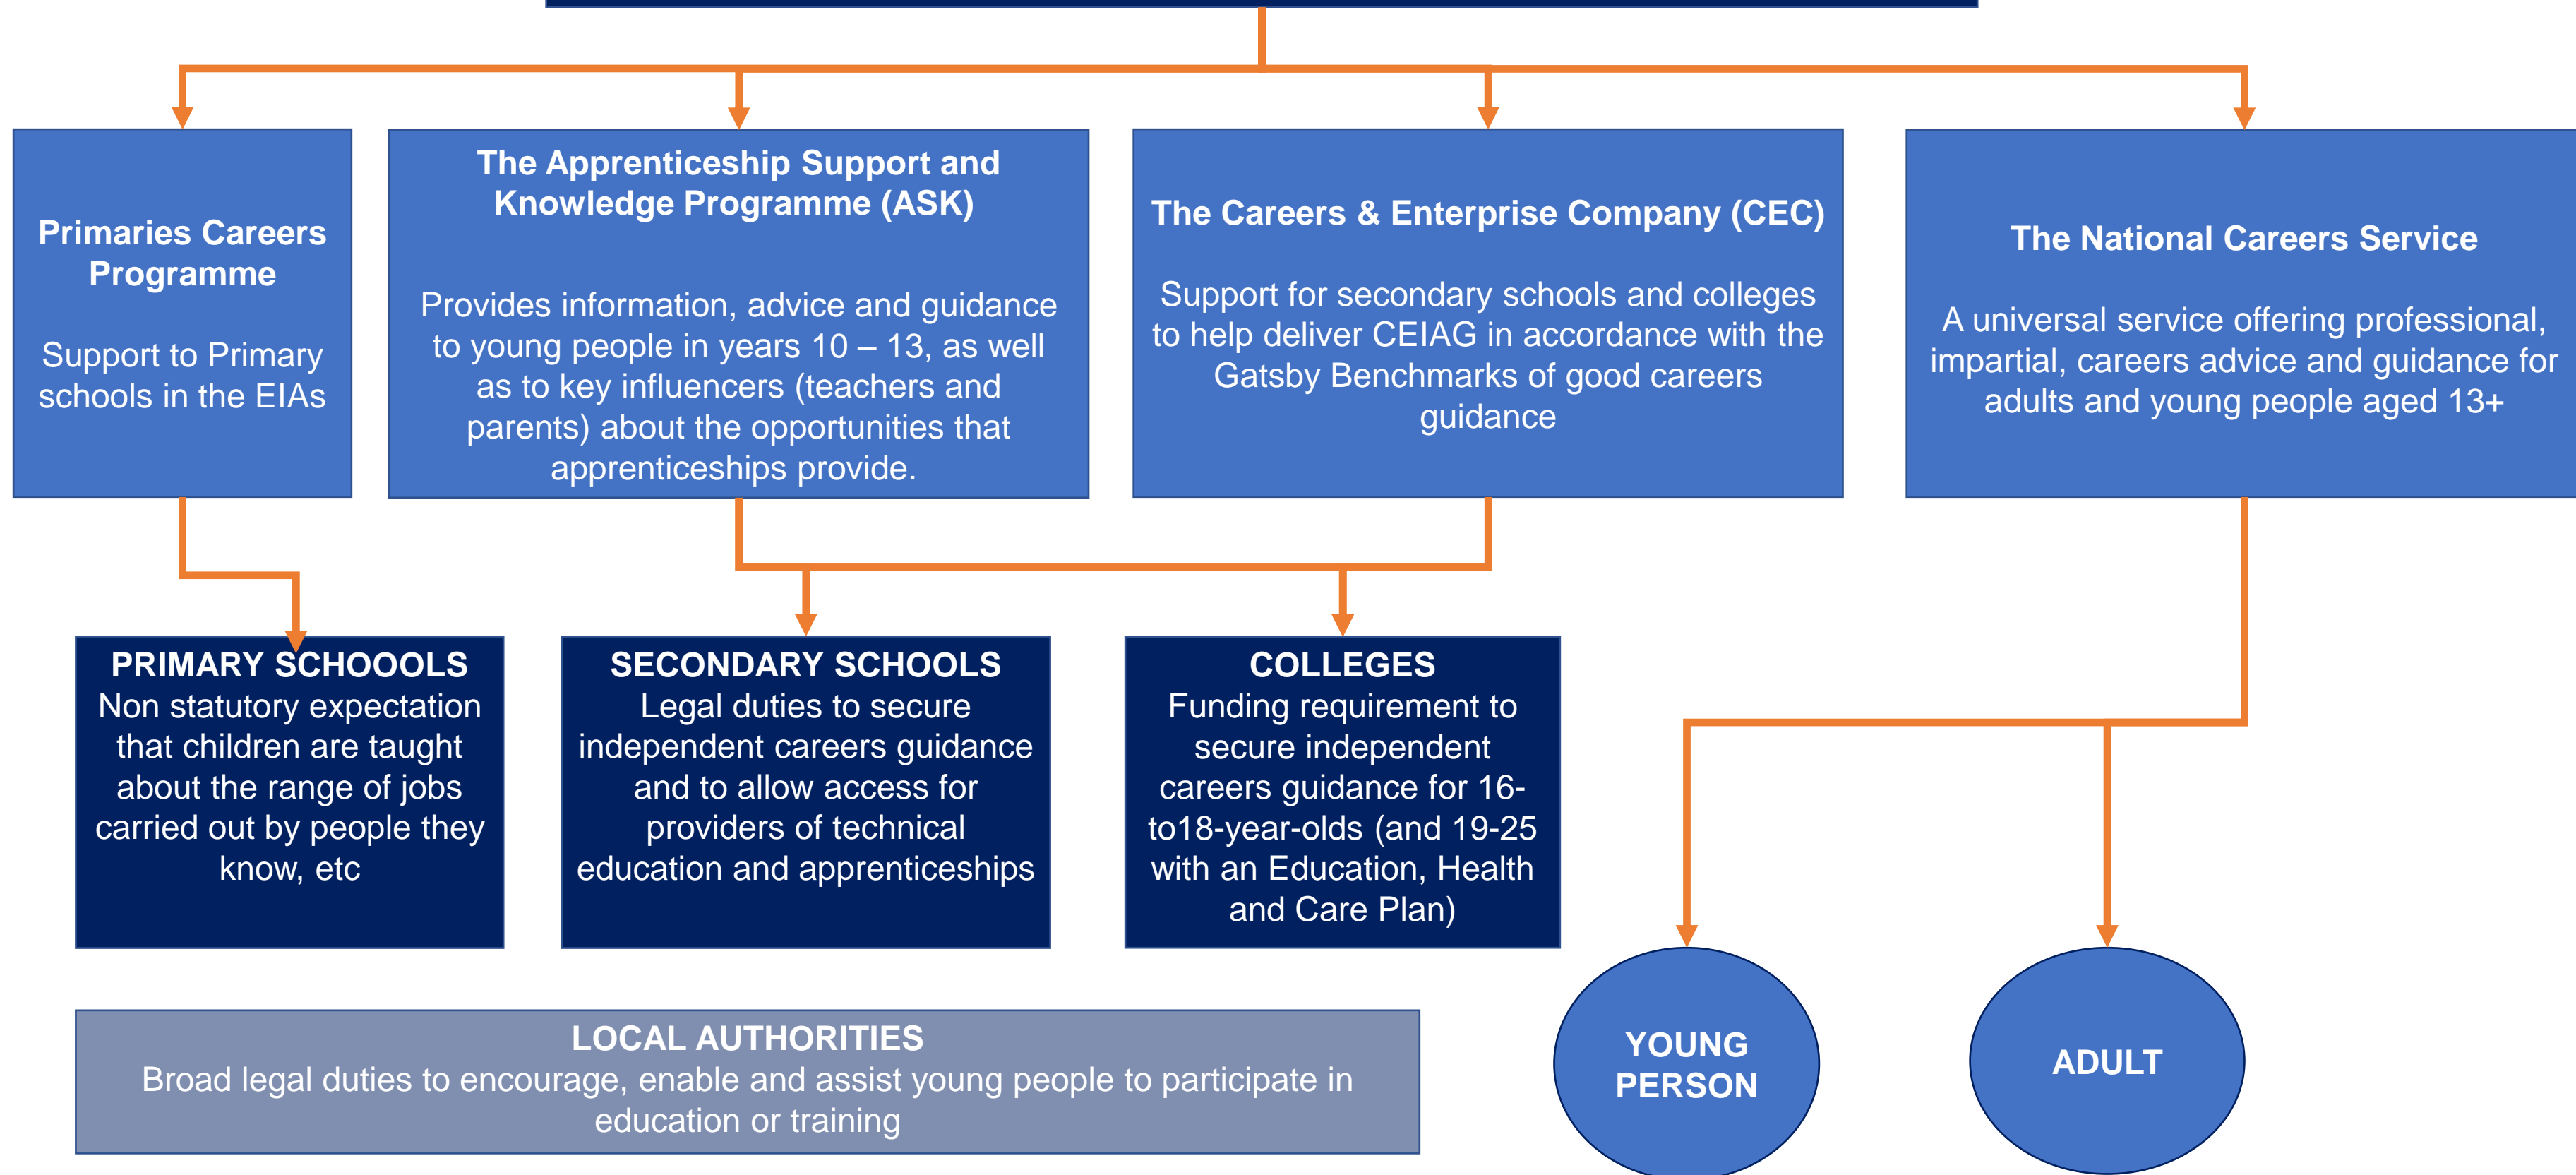 Primaries Careers
Programme
Support to Primary
schools in the EIAs
The Apprenticeship Support and
Knowledge Programme (ASK)
Provides information, advice and guidance
to young people in years 10 – 13, as well
as to key influencers (teachers and
parents) about the opportunities that
apprenticeships provide.
The Careers & Enterprise Company (CEC)
Support for secondary schools and colleges
to help deliver CEIAG in accordance with the
Gatsby Benchmarks of good careers
guidance
The National Careers Service
A universal service offering professional,
impartial, careers advice and guidance for
adults and young people aged 13+
PRIMARY SCHOOOLS
Non statutory expectation
that children are taught
about the range of jobs
carried out by people they
know, etc
SECONDARY SCHOOLS
Legal duties to secure
independent careers guidance
and to allow access for
providers of technical
education and apprenticeships
COLLEGES
Funding requirement to
secure independent
careers guidance for 16-
to18-year-olds (and 19-25
with an Education, Health
and Care Plan)
LOCAL AUTHORITIES
Broad legal duties to encourage, enable and assist young people to participate in
education or training
YOUNG
PERSON
ADULT